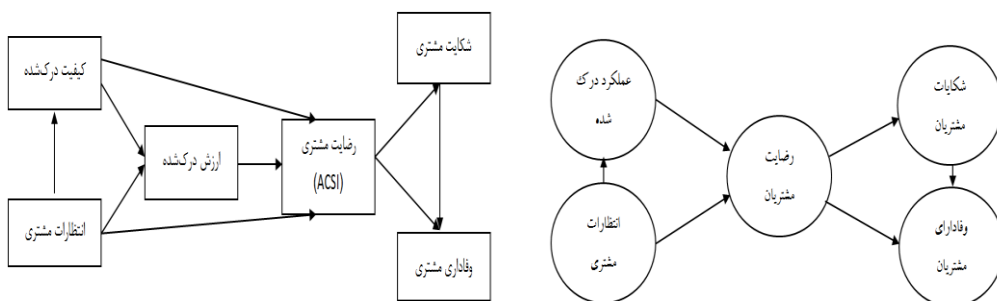 شکایت مشتری
کیفیت درک‌شده
ارزش درک‌شده
رضایت مشتری
(ACSI)
انتظارات مشتری
وفاداری مشتری
عملکرد درک
شده
شکایات
مشتریان
رضایت
مشتریان
انتظارات
مشتری
وفادارای
مشتریان